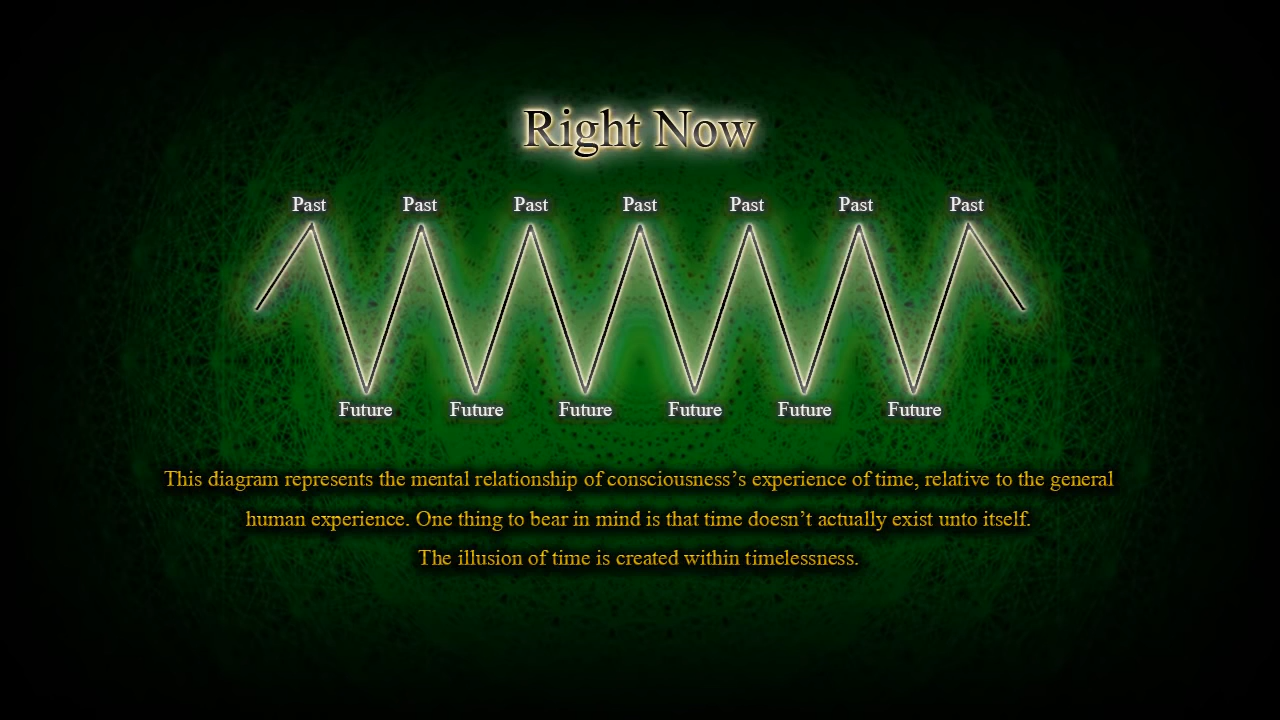 Right Now
Past Past Past Past Past Past Past
Future Future Future Future Future Future
This diagram represents the mental relationship of consciousness’s experience of time, relative to the general
human experience. One thing to bear in mind is that time doesn’t actually exist unto itself.
The illusion of time is created within timelessness.